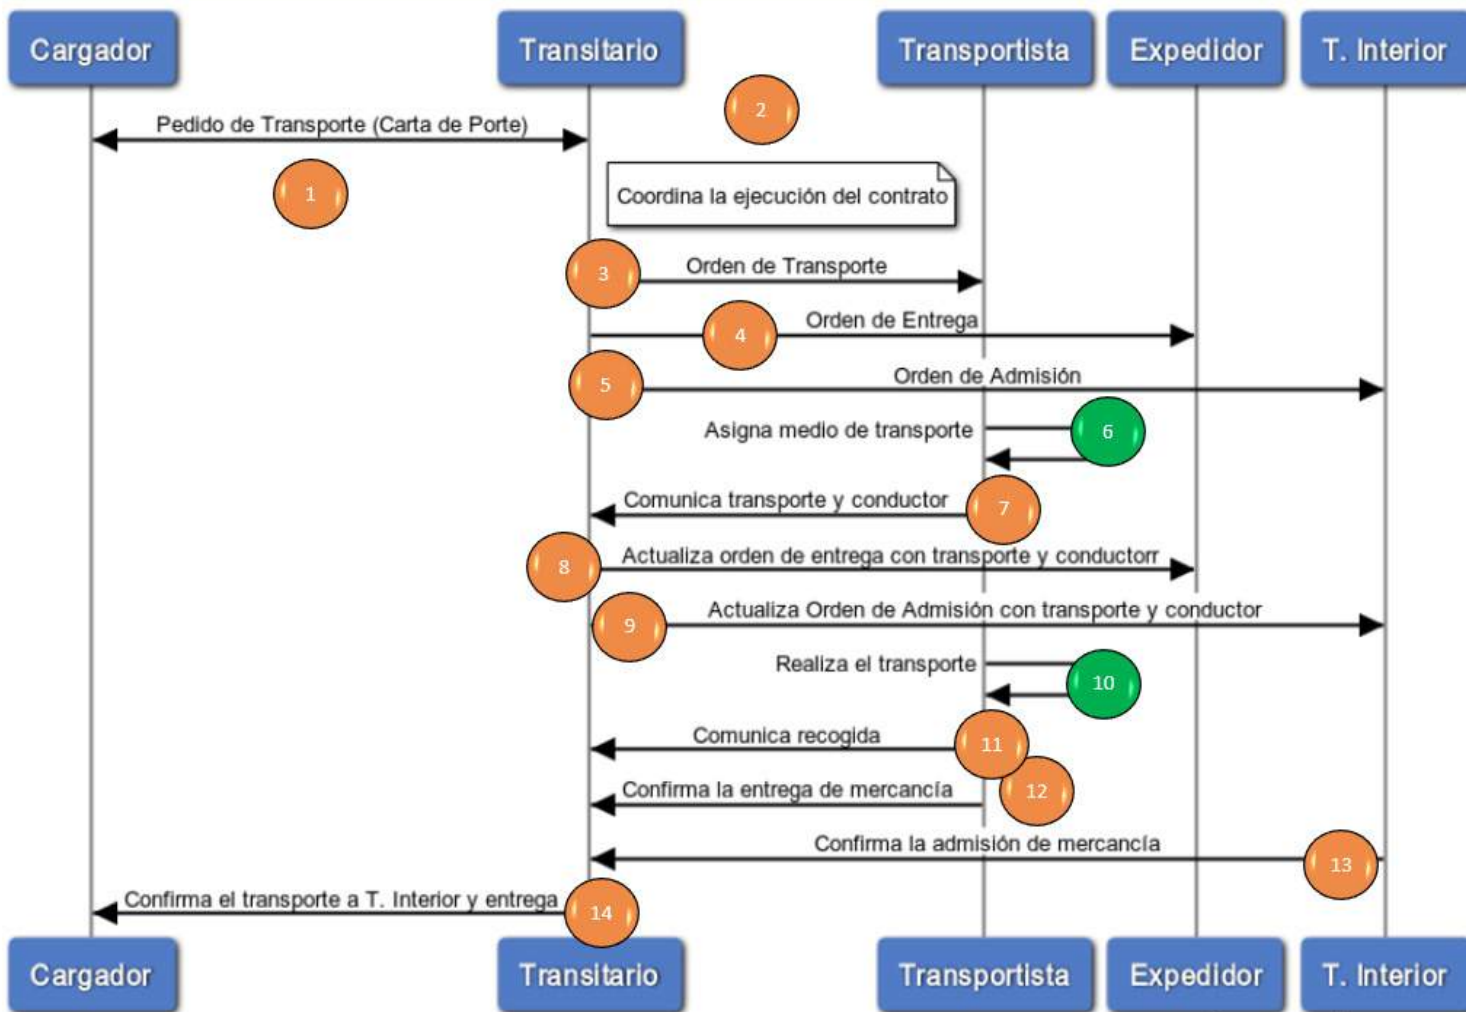 Cargador
Transitario
Transportista
Expedidor
T. Interior
2
Pedido de Transporte (Carta de Porte)
1
Coordina la ejecución del contrato
3
Orden de Transporte
4
Orden de Entrega
5
Orden de Admisión
Asigna medio de transporte
6
Comunica transporte y conductor
7
8
Actualiza orden de entrega con transporte y conductorr
9
Actualiza Orden de Admisión con transporte y conductor
Realiza el transporte
10
Comunica recogida
11
Confirma la entrega de mercancía
12
Confirma la admisión de mercancía
13
Confirma el transporte a T. Interior y entrega
14
Cargador
Transitario
Transportista
Expedidor
T. Interior